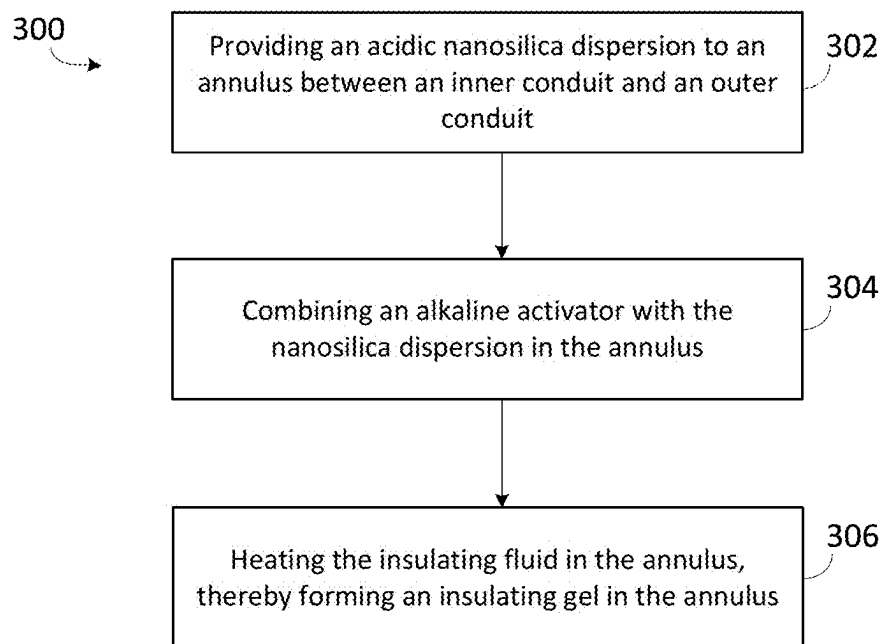 300
Providing an acidic nanosilica dispersion to an
annulus between an inner conduit and an outer
conduit
302
Combining an alkaline activator with the
nanosilica dispersion in the annulus
304
Heating the insulating fluid in the annulus,
thereby forming an insulating gel in the annulus
306